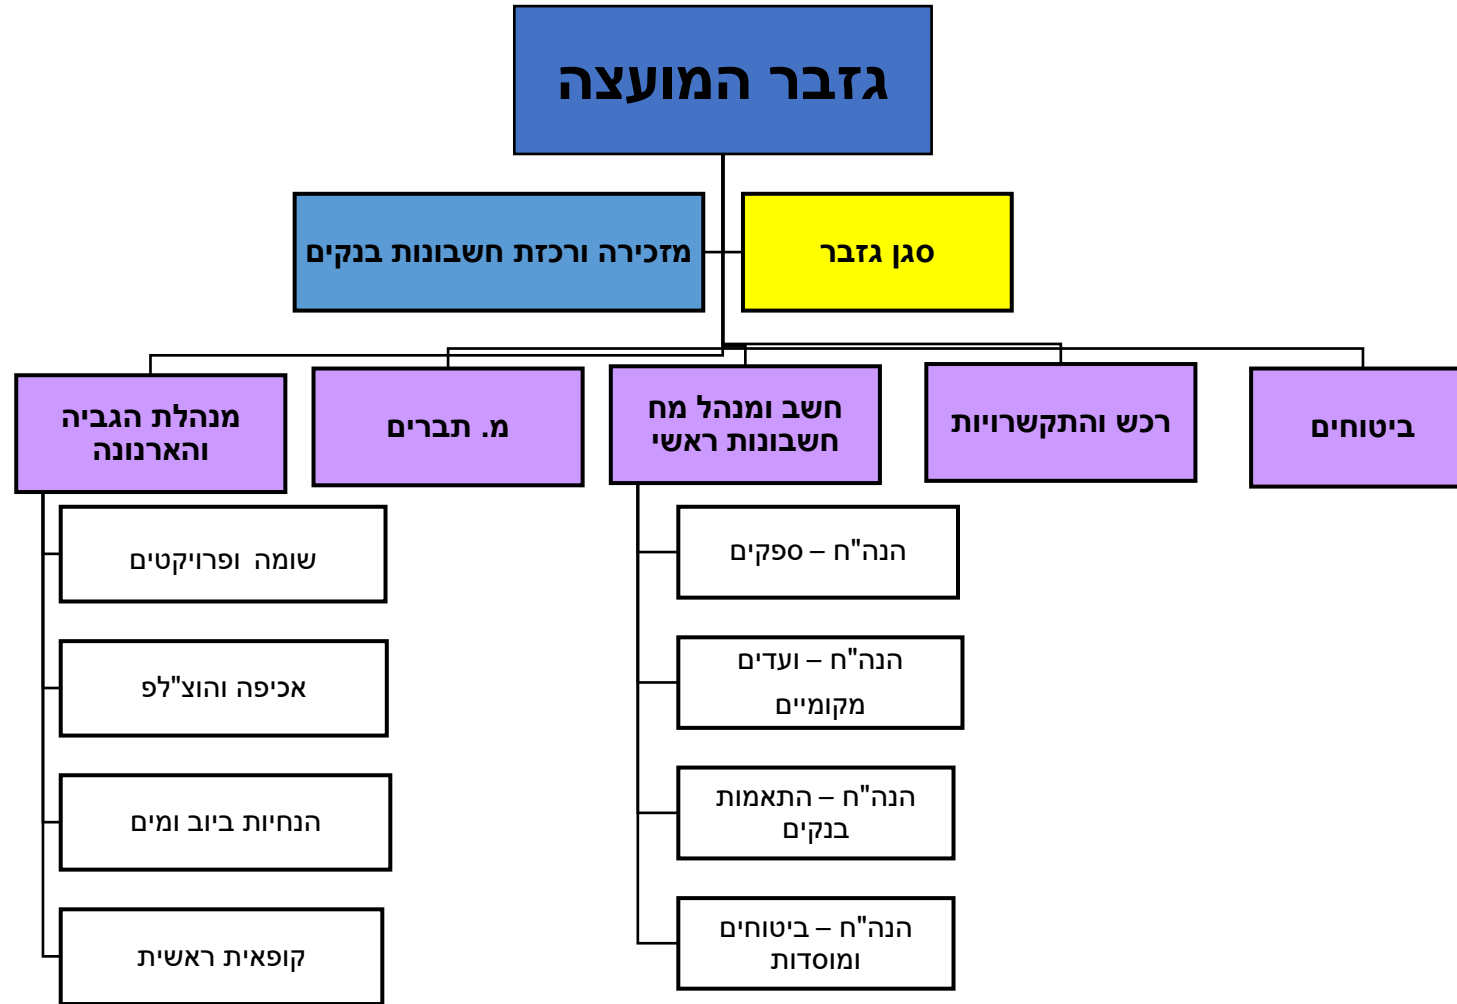 גזבר המועצה
סגן גזבר
מזכירה ורכזת חשבונות בנקים
ביטוחים
רכש והתקשרויות
חשב ומנהל מח
חשבונות ראשי
מ. תברים
מנהלת הגביה
והארנונה
הנה"ח – ספקים
הנה"ח – ועדים
מקומיים
הנה"ח – התאמות
בנקים
הנה"ח – ביטוחים
ומוסדות
שומה ופרויקטים
אכיפה והוצ"לפ
הנחיות ביוב ומים
קופאית ראשית